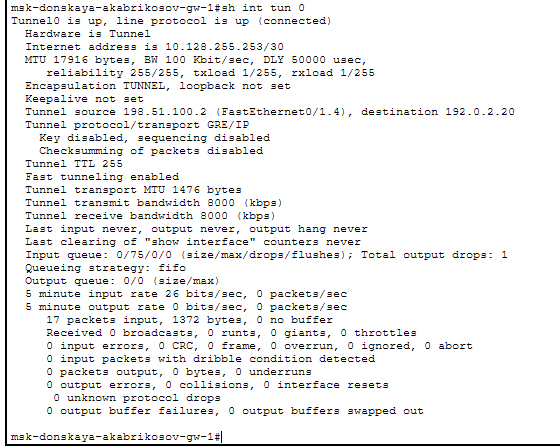 msk-donskaya-akabrikosov-gw-1#sh int tun 0
Tunnel0 is up, line protocol is up (connected)
Hardware is Tunnel
Internet address is 10.128.255.253/30
MTU 17916 bytes, BW 100 Kbit/sec, DLY 50000 usec,
reliability 255/255, txload 1/255, rxload 1/255
Encapsulation TUNNEL, loopback not set
Keepalive not set
Tunnel source 198.51.100.2 (FastEthernet0/1.4), destination 192.0.2.20
Tunnel protocol/transport GRE/IP
Key disabled, sequencing disabled
Checksumming of packets disabled
Tunnel TTL 255
Fast tunneling enabled
Tunnel transport MTU 1476 bytes
Tunnel transmit bandwidth 8000 (kbps)
Tunnel receive bandwidth 8000 (kbps)
Last input never, output never, output hang never
Last clearing of "show interface" counters never
Input queue: 0/75/0/0 (size/max/drops/flushes); Total output drops: 1
Queueing strategy: fifo
Output queue: 0/0 (size/max)
5 minute input rate 26 bits/sec, 0 packets/sec
5 minute output rate 0 bits/sec, 0 packets/sec
17 packets input, 1372 bytes, 0 no buffer
Received 0 broadcasts, 0 runts, 0 giants, 0 throttles
0 input errors, 0 CRC, 0 frame, 0 overrun, 0 ignored, 0 abort
0 input packets with dribble condition detected
0 packets output, 0 bytes, 0 underruns
0 output errors, 0 collisions, 0 interface resets
0 unknown protocol drops
0 output buffer failures, 0 output buffers swapped out
msk-donskaya-akabrikosov-gw-1#